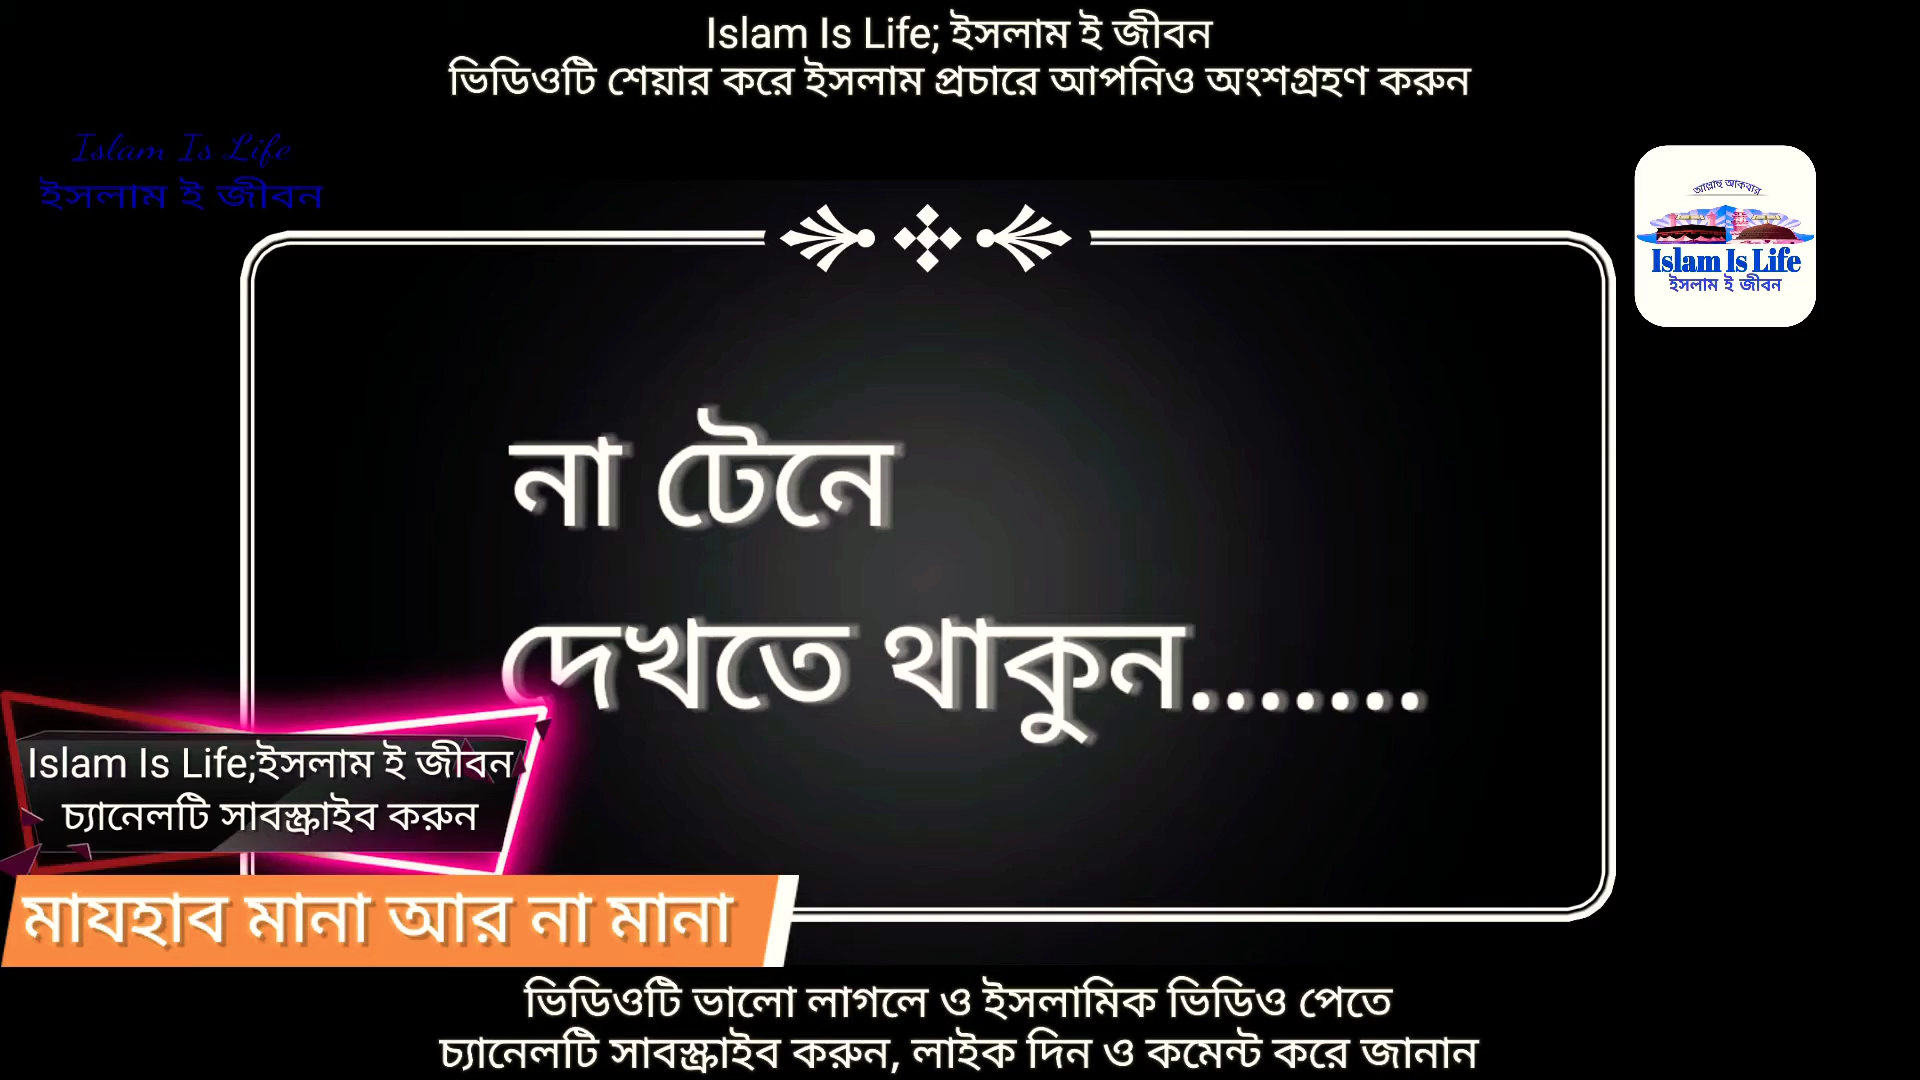 Islam Is Life; ইসলাম ই জীবন
ভিডিওটি শেয়ার করে ইসলাম প্রচারে আপনিও অংশগ্রহণ করুন
Islam Is Life
ইসলাম ই জীবন
আল্লাহু আকবার
Islam Is Life
ইসলাম ই জীবন
না টেনে
দেখতে থাকুন.......
Islam Is Life;ইসলাম ই জীবন
চ্যানেলটি সাবস্ক্রাইব করুন
মাযহাব মানা আর না মানা
ভিডিওটি ভালো লাগলে ও ইসলামিক ভিডিও পেতে
চ্যানেলটি সাবস্ক্রাইব করুন, লাইক দিন ও কমেন্ট করে জানান